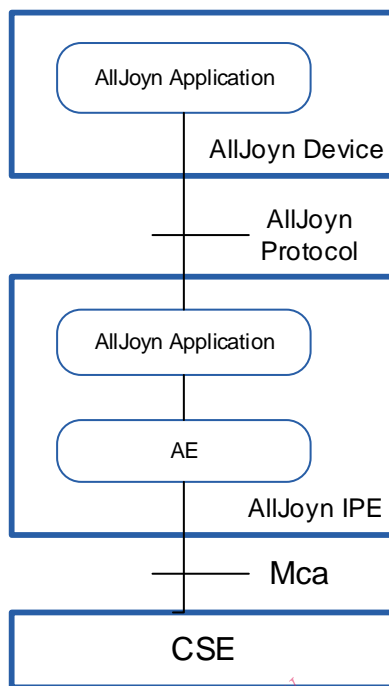 AllJoyn Application
AllJoyn Device
AllJoyn
Protocol
AllJoyn Application
AE
AllJoyn IPE
Mca
CSE